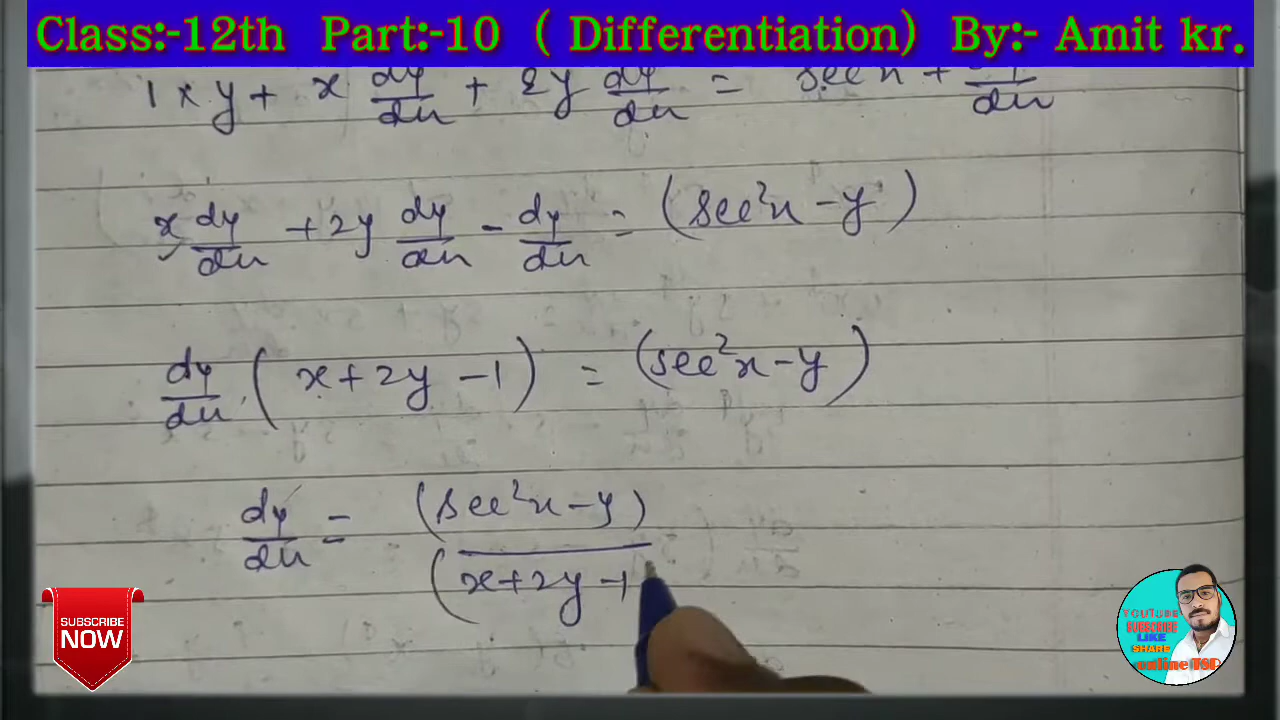 Class:-12th Part:-10 ( Differentiation) By:- Amit kr.
1 x y + x dy/dx + 2y dy/dx = sec²x + dy/dx
x dy/dx + 2y dy/dx - dy/dx = (sec²x - y)
dy/dx (x + 2y - 1) = (sec²x - y)
dy/dx = (sec²x - y)
(x + 2y - 1
SUBSCRIBE
NOW
YOUTUBE
SUBSCRIBE
LIKE
SHARE
online TSP